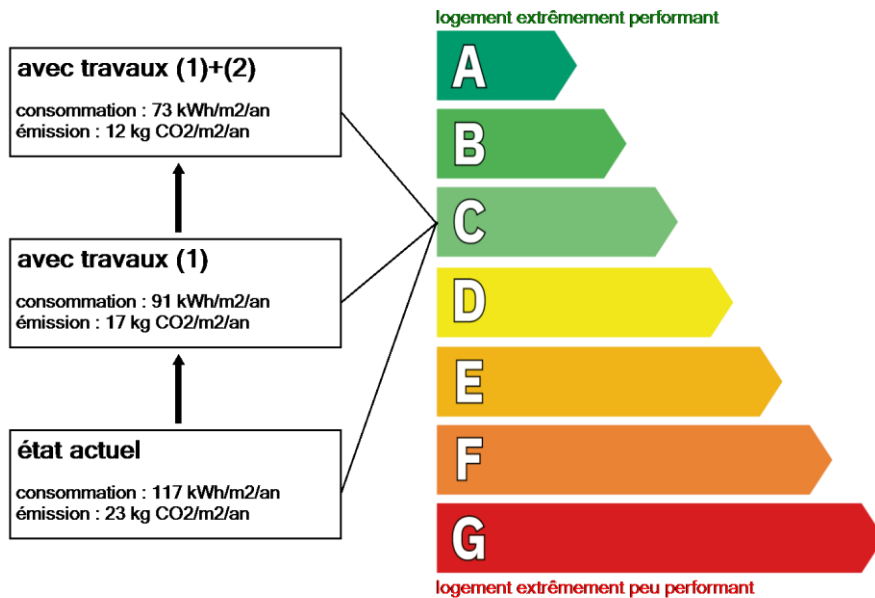 logement extrêmement performant
avec travaux (1)+(2)
consommation : 73 kWh/m2/an
émission : 12 kg CO2/m2/an
avec travaux (1)
consommation : 91 kWh/m2/an
émission : 17 kg CO2/m2/an
état actuel
consommation : 117 kWh/m2/an
émission : 23 kg CO2/m2/an
A
B
C
D
E
F
G
logement extrêmement peu performant